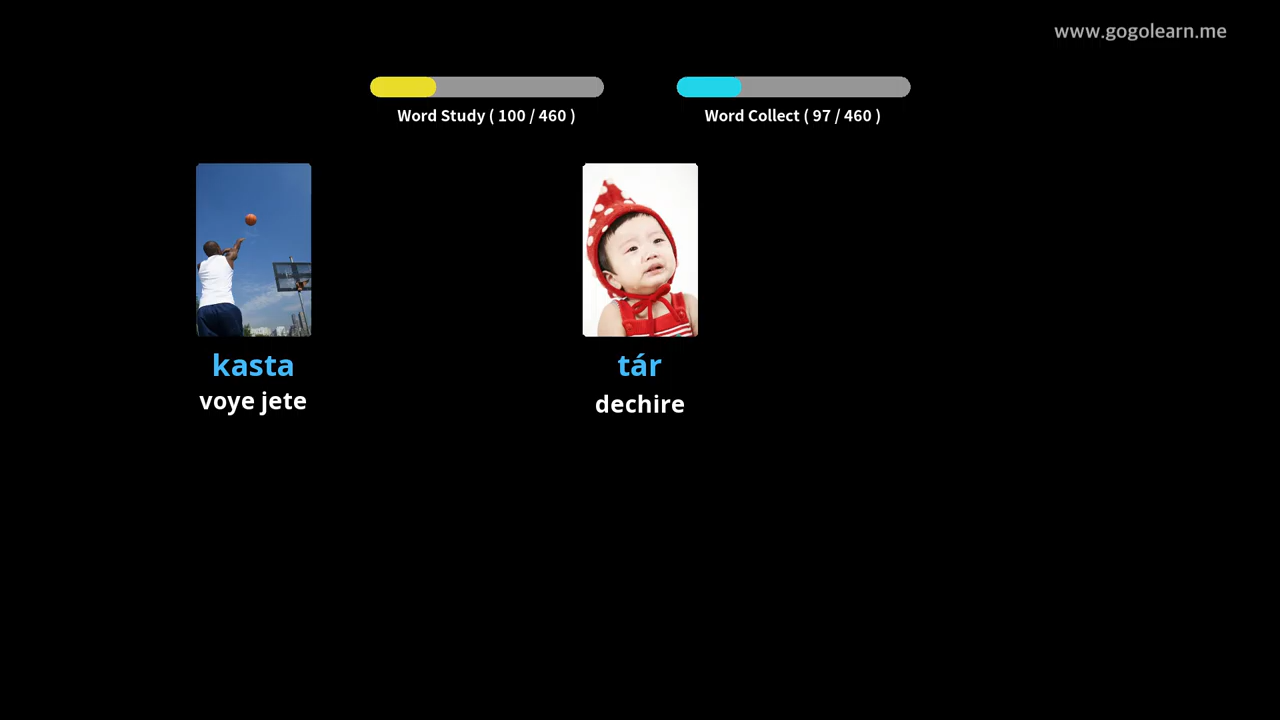 www.gogolearn.me
Word Study ( 100 / 460 )
Word Collect ( 97 / 460 )
kasta
voye jete
tár
dechire